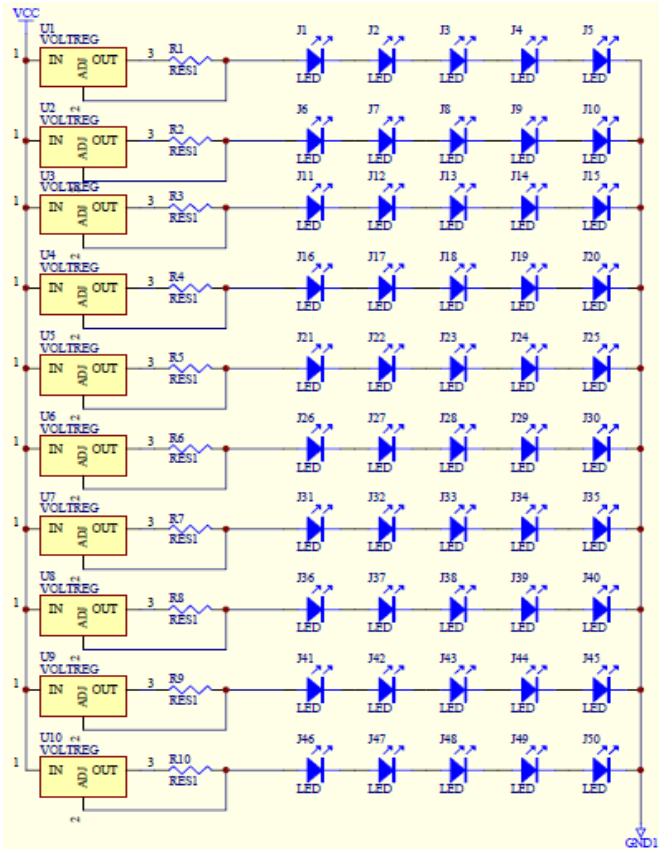 VCC
U1
VOLTREG
1 IN OUT 3
ADJ
2
R1
RES1
J1 J2 J3 J4 J5
LED LED LED LED LED
U2
VOLTREG
1 IN OUT 3
ADJ
2
R2
RES1
J6 J7 J8 J9 J10
LED LED LED LED LED
U3
VOLTREG
1 IN OUT 3
ADJ
2
R3
RES1
J11 J12 J13 J14 J15
LED LED LED LED LED
U4
VOLTREG
1 IN OUT 3
ADJ
2
R4
RES1
J16 J17 J18 J19 J20
LED LED LED LED LED
U5
VOLTREG
1 IN OUT 3
ADJ
2
R5
RES1
J21 J22 J23 J24 J25
LED LED LED LED LED
U6
VOLTREG
1 IN OUT 3
ADJ
2
R6
RES1
J26 J27 J28 J29 J30
LED LED LED LED LED
U7
VOLTREG
1 IN OUT 3
ADJ
2
R7
RES1
J31 J32 J33 J34 J35
LED LED LED LED LED
U8
VOLTREG
1 IN OUT 3
ADJ
2
R8
RES1
J36 J37 J38 J39 J40
LED LED LED LED LED
U9
VOLTREG
1 IN OUT 3
ADJ
2
R9
RES1
J41 J42 J43 J44 J45
LED LED LED LED LED
U10
VOLTREG
1 IN OUT 3
ADJ
2
R10
RES1
J46 J47 J48 J49 J50
LED LED LED LED LED
GND1